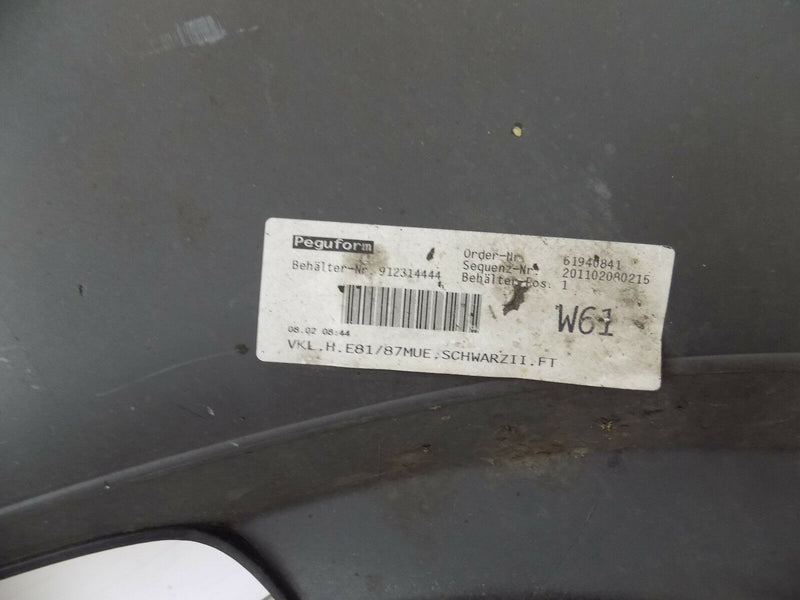 Peguform
Order-Nr. 61940841
Sequenz-Nr. 201102080215
Behälter-Nr. 912314444
Behälter-Pos. 1
W61
08.02 08:44
VKL.H.E81/87MUE.SCHWARZII.FT